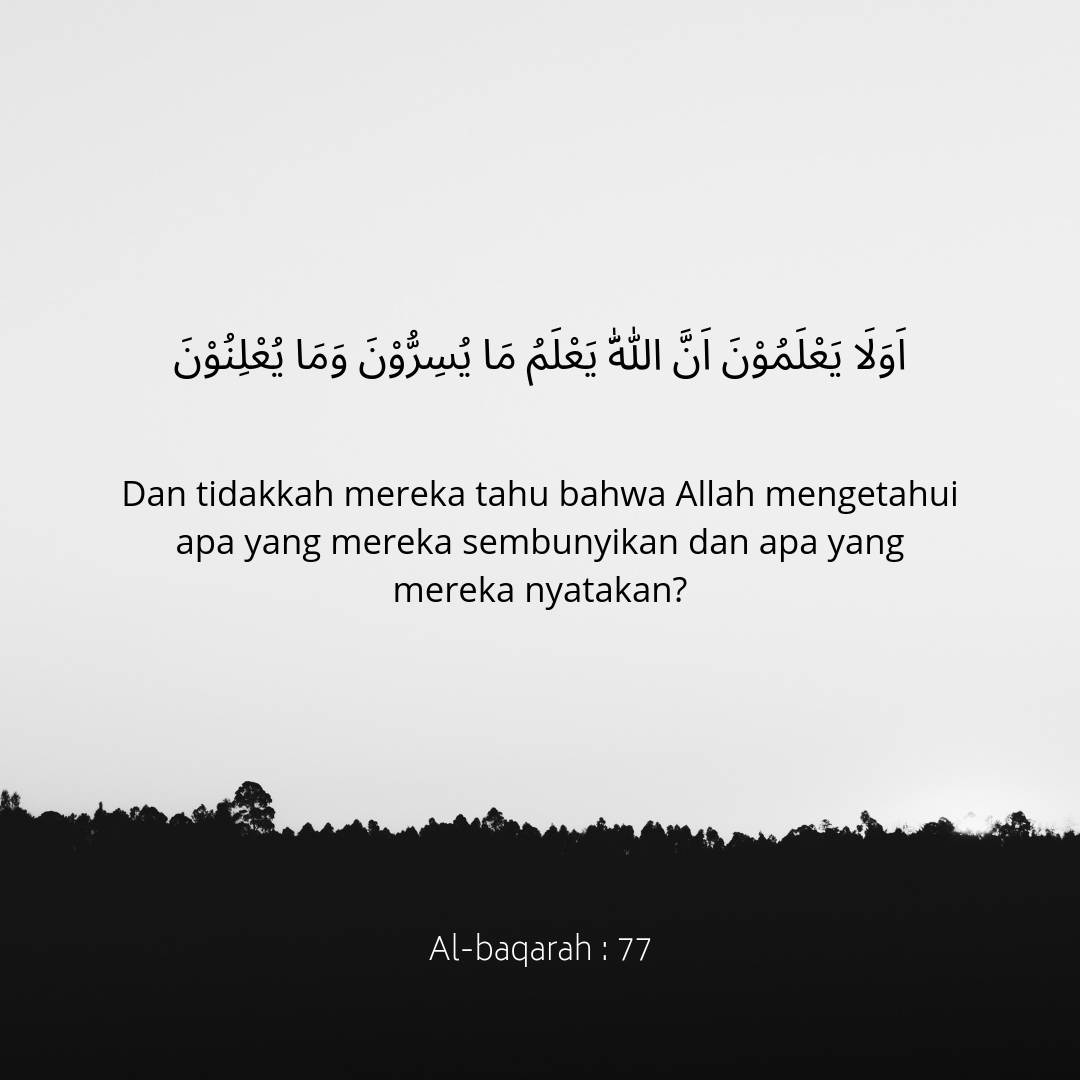 اَوَلَا يَعْلَمُوْنَ اَنَّ اللّٰهَ يَعْلَمُ مَا يُسِرُّوْنَ وَمَا يُعْلِنُوْنَ
Dan tidakkah mereka tahu bahwa Allah mengetahui
apa yang mereka sembunyikan dan apa yang
mereka nyatakan?
Al-baqarah : 77